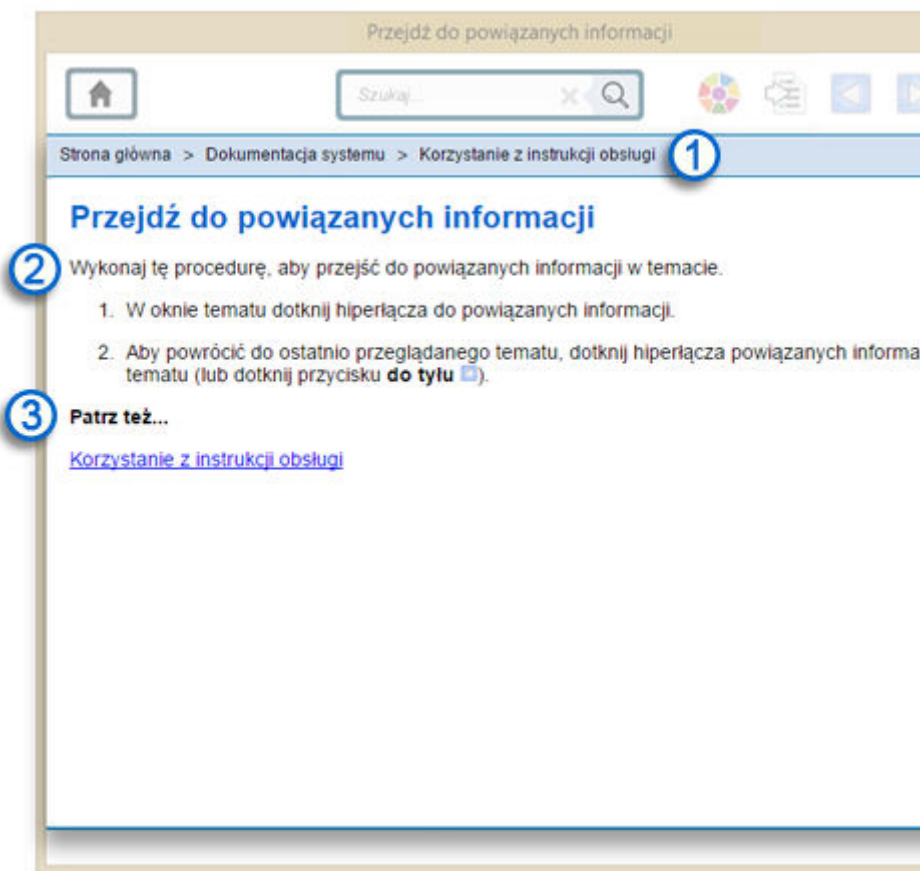 Przejdź do powiązanych informacji
Szukaj...
Strona główna > Dokumentacja systemu > Korzystanie z instrukcji obsługi 1
Przejdź do powiązanych informacji
2 Wykonaj tę procedurę, aby przejść do powiązanych informacji w temacie.
1. W oknie tematu dotknij hiperłącza do powiązanych informacji.
2. Aby powrócić do ostatnio przeglądanego tematu, dotknij hiperłącza powiązanych informa
tematu (lub dotknij przycisku do tyłu ).
3 Patrz też...
Korzystanie z instrukcji obsługi